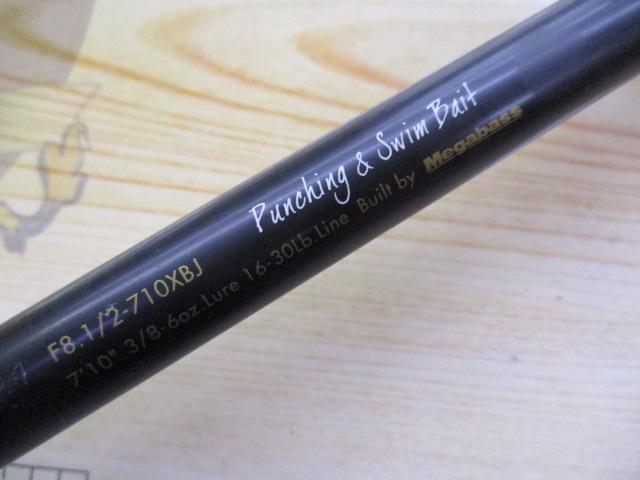 Punching & Swim Bait
F8.1/2-710XBJ
7'10" 3/8-6oz.Lure 16-30Lb.Line Built by Megabass